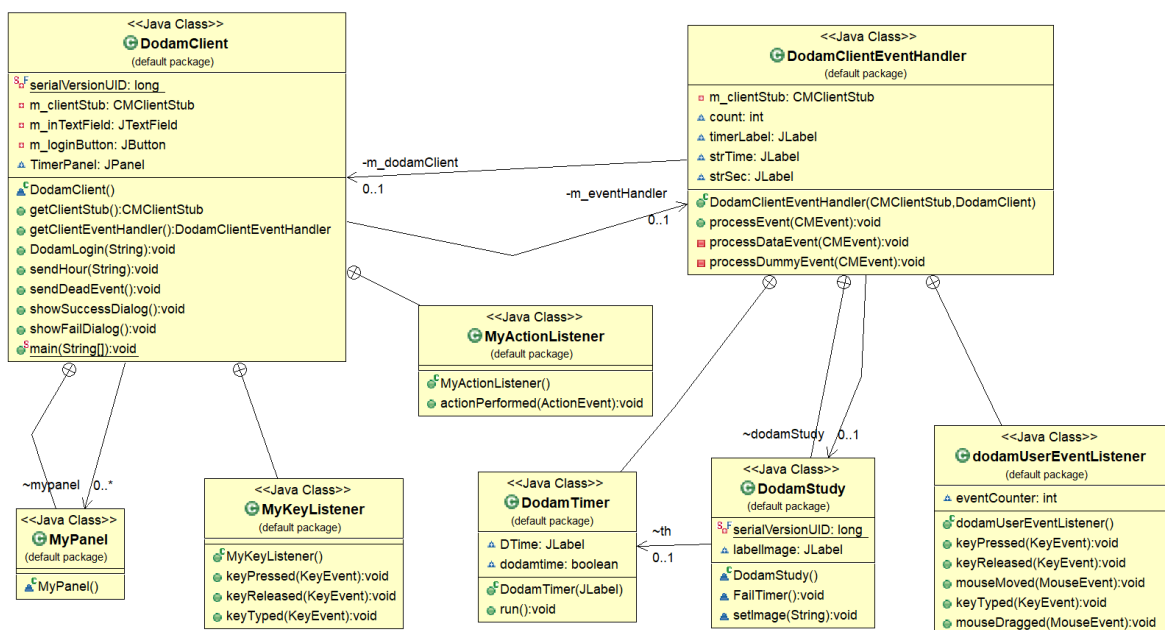 <<Java Class>>
DodamClient
(default package)
serialVersionUID: long
m_clientStub: CMClientStub
m_inTextField: JTextField
m_loginButton: JButton
TimerPanel: JPanel
DodamClient()
getClientStub():CMClientStub
getClientEventHandler():DodamClientEventHandler
DodamLogin(String):void
sendHour(String):void
sendDeadEvent():void
showSuccessDialog():void
showFailDialog():void
main(String[]):void
<<Java Class>>
DodamClientEventHandler
(default package)
m_clientStub: CMClientStub
count: int
timerLabel: JLabel
strTime: JLabel
strSec: JLabel
DodamClientEventHandler(CMClientStub,DodamClient)
processEvent(CMEvent):void
processDataEvent(CMEvent):void
processDummyEvent(CMEvent):void
-m_dodamClient
0..1
-m_eventHandler
0..1
<<Java Class>>
MyActionListener
(default package)
MyActionListener()
actionPerformed(ActionEvent):void
~mypanel 0..*
<<Java Class>>
MyPanel
(default package)
MyPanel()
<<Java Class>>
MyKeyListener
(default package)
MyKeyListener()
keyPressed(KeyEvent):void
keyReleased(KeyEvent):void
keyTyped(KeyEvent):void
<<Java Class>>
DodamTimer
(default package)
DTime: JLabel
dodamtime: boolean
DodamTimer(JLabel)
run():void
~th
0..1
~dodamStudy 0..1
<<Java Class>>
DodamStudy
(default package)
serialVersionUID: long
labelImage: JLabel
DodamStudy()
FailTimer():void
setImage(String):void
<<Java Class>>
dodamUserEventListener
(default package)
eventCounter: int
dodamUserEventListener()
keyPressed(KeyEvent):void
keyReleased(KeyEvent):void
mouseMoved(MouseEvent):void
keyTyped(KeyEvent):void
mouseDragged(MouseEvent):void